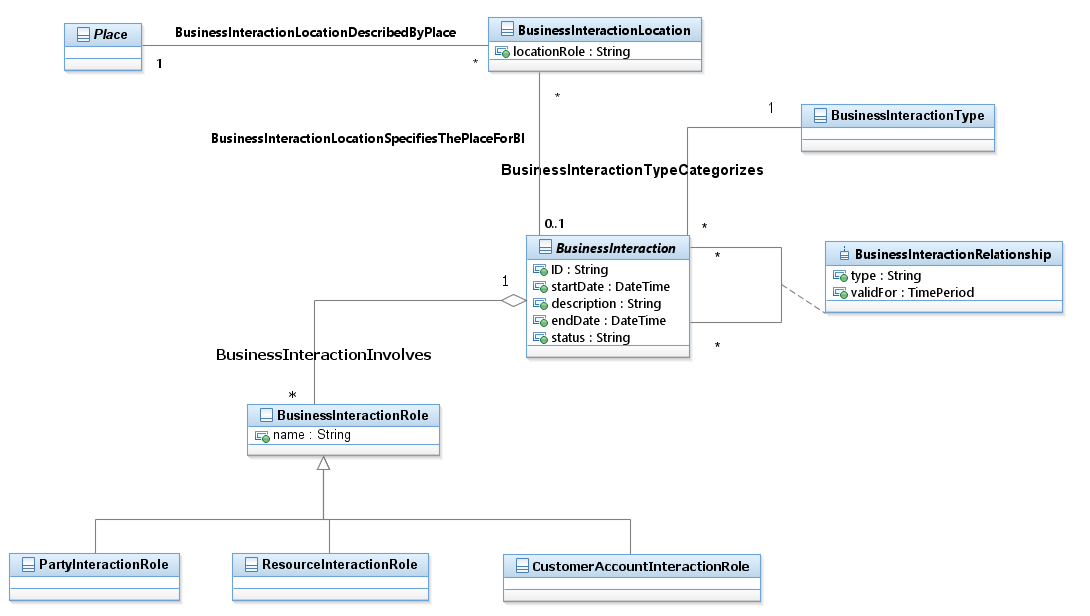 Place
BusinessInteractionLocationDescribedByPlace
1
*
BusinessInteractionLocation
locationRole : String
*
BusinessInteractionLocationSpecifiesThePlaceForBI
1
BusinessInteractionType
BusinessInteractionTypeCategorizes
0..1
*
BusinessInteraction
ID : String
startDate : DateTime
description : String
endDate : DateTime
status : String
*
*
BusinessInteractionRelationship
type : String
validFor : TimePeriod
1
BusinessInteractionInvolves
*
BusinessInteractionRole
name : String
PartyInteractionRole
ResourceInteractionRole
CustomerAccountInteractionRole